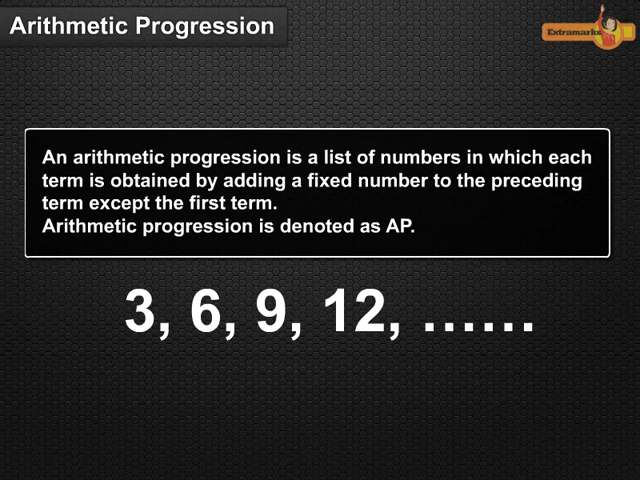 Arithmetic Progression
Extramarks
An arithmetic progression is a list of numbers in which each
term is obtained by adding a fixed number to the preceding
term except the first term.
Arithmetic progression is denoted as AP.
3, 6, 9, 12, ……